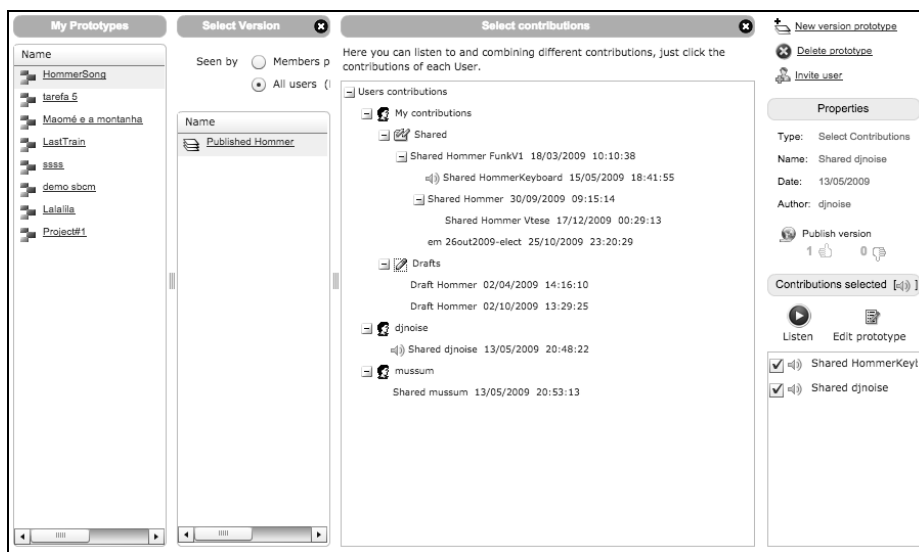 My Prototypes
Name
HommerSong
tarefa 5
Maomé e a montanha
LastTrain
ssss
demo sbcm
Lalalila
Project#1
Select Version
Seen by
Members p
All users (I
Name
Published Hommer
Select contributions
Here you can listen to and combining different contributions, just click the
contributions of each User.
Users contributions
My contributions
Shared
Shared Hommer FunkV1 18/03/2009 10:10:38
Shared HommerKeyboard 15/05/2009 18:41:55
Shared Hommer 30/09/2009 09:15:14
Shared Hommer Vtese 17/12/2009 00:29:13
em 26out2009-elect 25/10/2009 23:20:29
Drafts
Draft Hommer 02/04/2009 14:16:10
Draft Hommer 02/10/2009 13:29:25
djnoise
Shared djnoise 13/05/2009 20:48:22
mussum
Shared mussum 13/05/2009 20:53:13
New version prototype
Delete prototype
Invite user
Properties
Type: Select Contributions
Name: Shared djnoise
Date: 13/05/2009
Author: djnoise
Publish version
1 0
Contributions selected [ ]
Listen Edit prototype
Shared HommerKeyb
Shared djnoise